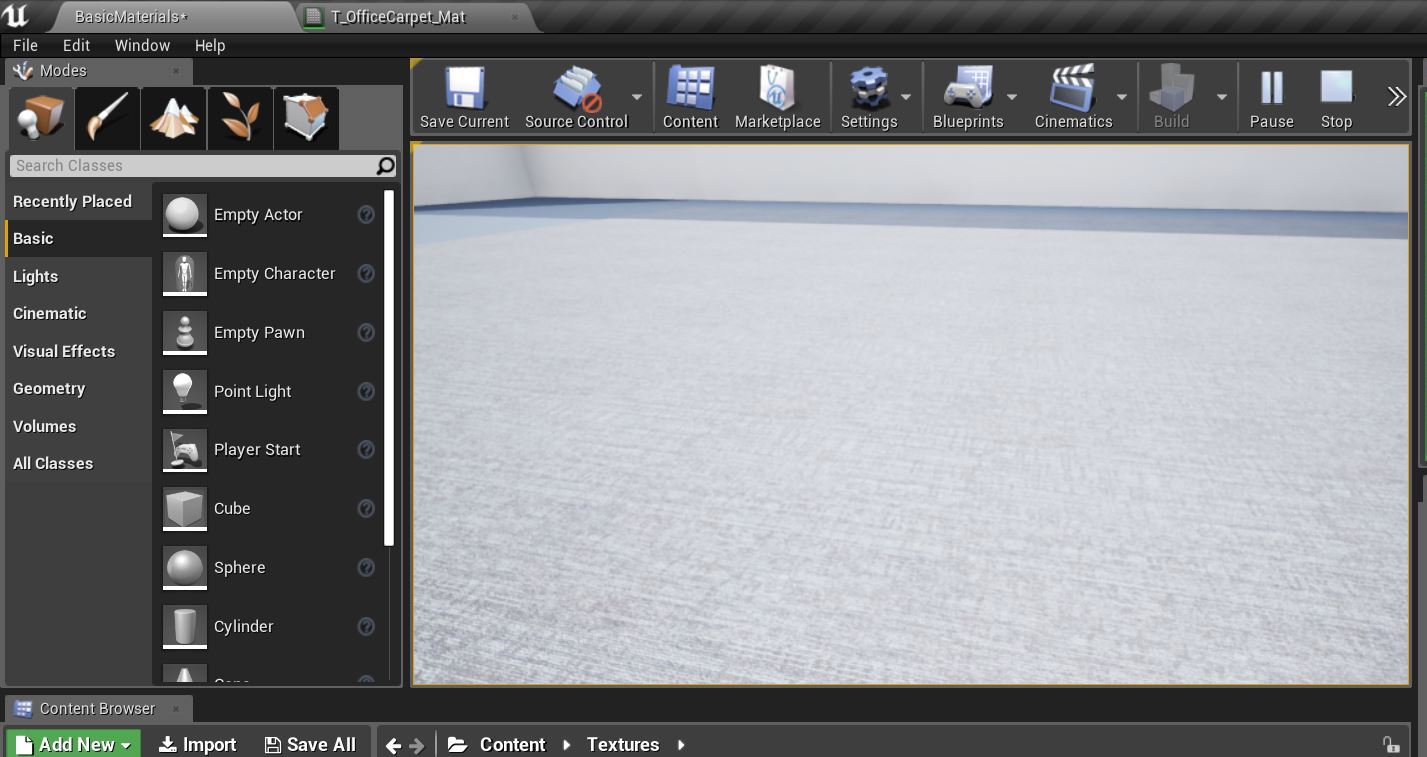 BasicMaterials*
T_OfficeCarpet_Mat
File Edit Window Help
Modes
Save Current Source Control Content Marketplace Settings Blueprints Cinematics Build Pause Stop
Search Classes
Recently Placed
Basic
Lights
Cinematic
Visual Effects
Geometry
Volumes
All Classes
Empty Actor
Empty Character
Empty Pawn
Point Light
Player Start
Cube
Sphere
Cylinder
Content Browser
Add New Import Save All Content Textures